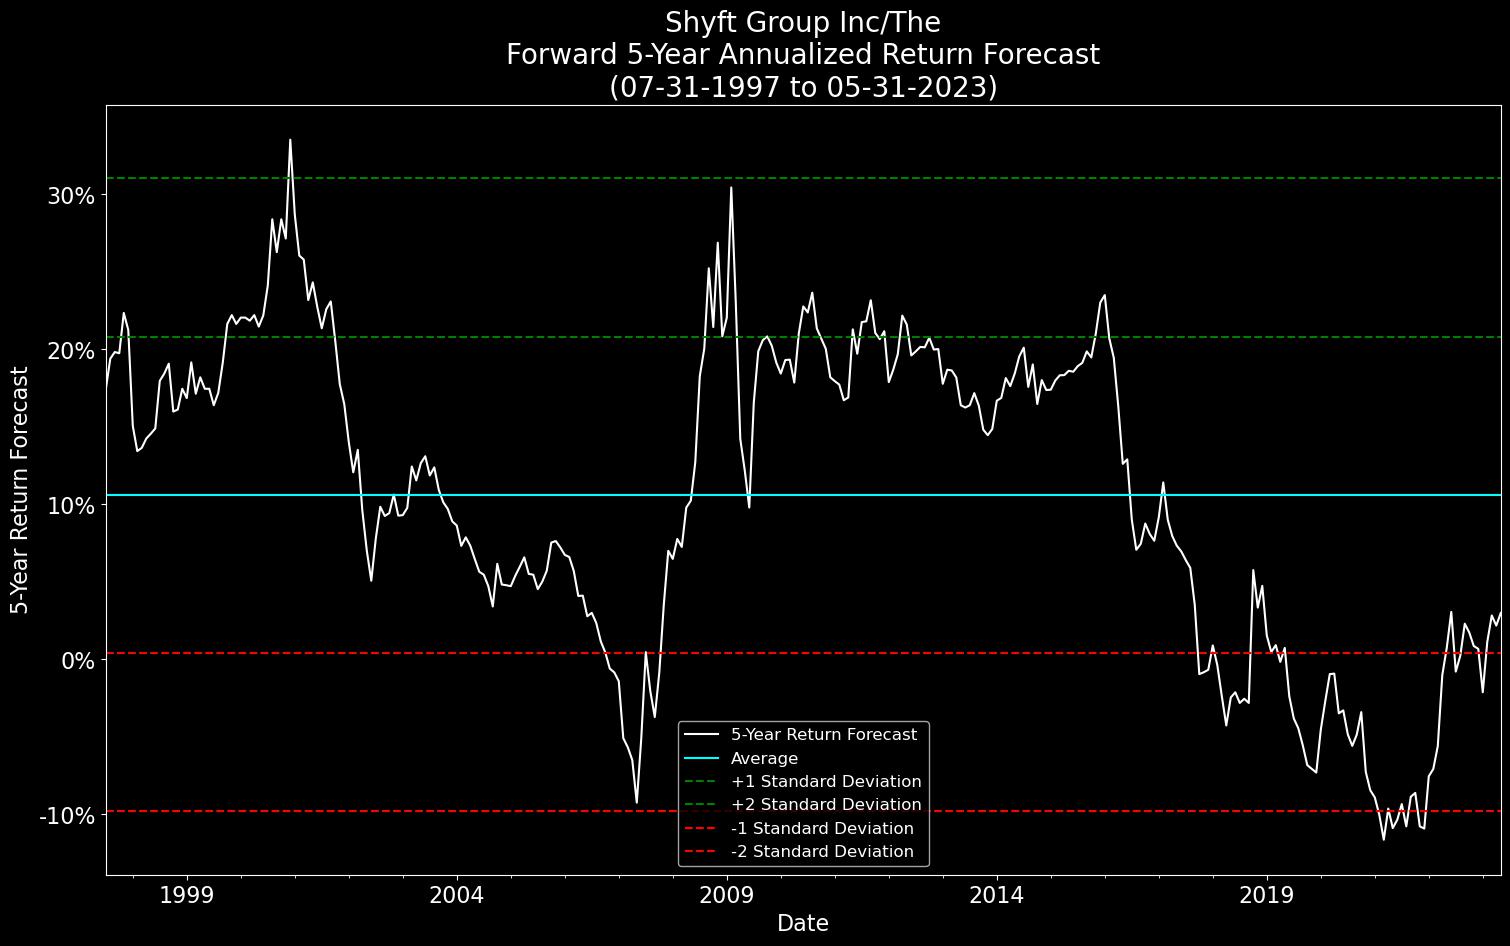 Shyft Group Inc/The
Forward 5-Year Annualized Return Forecast
(07-31-1997 to 05-31-2023)
5-Year Return Forecast
30%
20%
10%
0%
-10%
5-Year Return Forecast
Average
+1 Standard Deviation
+2 Standard Deviation
-1 Standard Deviation
-2 Standard Deviation
1999 2004 2009 2014 2019
Date